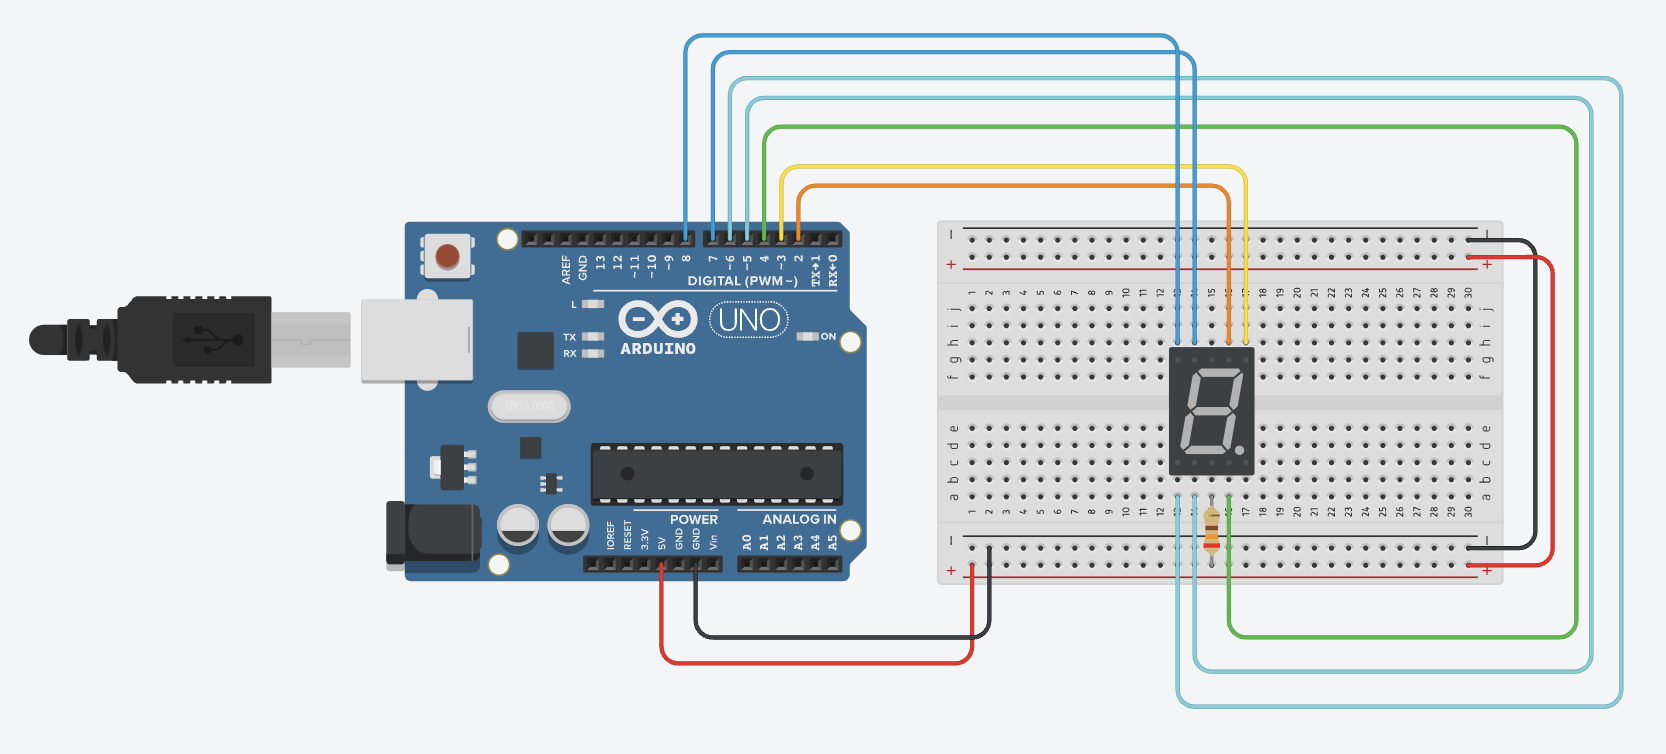 AREF
GND
13
12
~11
~10
~9
8
7
~6
~5
4
~3
2
TX→1
RX←0
DIGITAL (PWM~)
L
TX
RX
UNO
ARDUINO
ON
POWER
ANALOG IN
IOREF
RESET
3.3V
5V
GND
GND
Vin
A0
A1
A2
A3
A4
A5
1 2 3 4 5 6 7 8 9 10 11 12 13 14 15 16 17 18 19 20 21 22 23 24 25 26 27 28 29 30
j j
i i
h h
g g
f f
e e
d d
c c
b b
a a
1 2 3 4 5 6 7 8 9 10 11 12 13 14 15 16 17 18 19 20 21 22 23 24 25 26 27 28 29 30